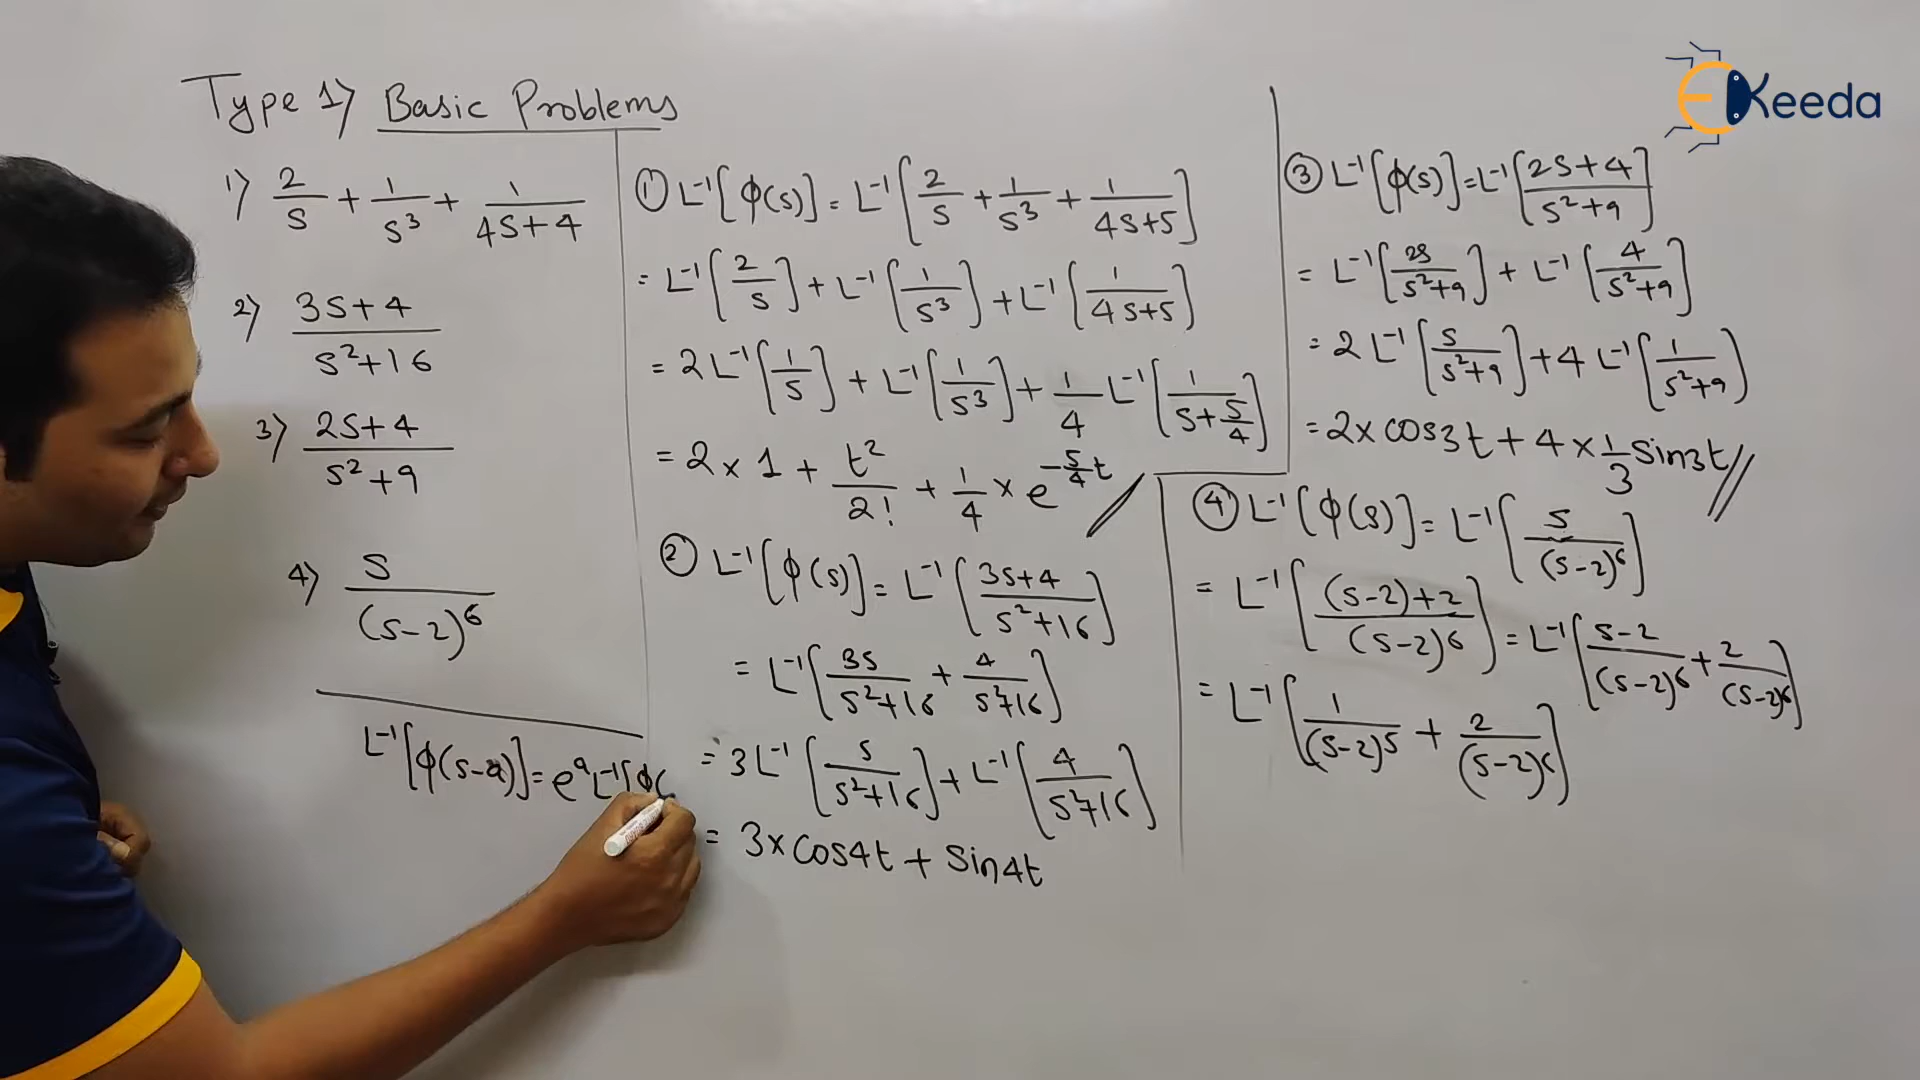 Type 1) Basic Problems
1) 2/s + 1/s³ + 1/4s+4
2) 3s+4/s²+16
3) 2s+4/s²+9
4) s/(s-2)⁶
L⁻¹[ϕ(s-a)] = eᵃ L⁻¹[ϕ(
① L⁻¹[ϕ(s)] = L⁻¹[2/s + 1/s³ + 1/4s+5]
= L⁻¹[2/s] + L⁻¹[1/s³] + L⁻¹[1/4s+5]
= 2L⁻¹[1/s] + L⁻¹[1/s³] + 1/4 L⁻¹[1/s+5/4]
= 2 × 1 + t²/2! + 1/4 × e^-5/4t //
② L⁻¹[ϕ(s)] = L⁻¹[3s+4/s²+16]
= L⁻¹[3s/s²+16 + 4/s²+16]
= 3L⁻¹[s/s²+16] + L⁻¹[4/s²+16]
= 3×cos4t + sin4t
③ L⁻¹[ϕ(s)] = L⁻¹[2s+4/s²+9]
= L⁻¹[2s/s²+9] + L⁻¹[4/s²+9]
= 2L⁻¹[s/s²+9] + 4L⁻¹[1/s²+9]
= 2×cos3t + 4×1/3 sin3t //
④ L⁻¹[ϕ(s)] = L⁻¹[s/(s-2)⁶]
= L⁻¹[(s-2)+2/(s-2)⁶] = L⁻¹[s-2/(s-2)⁶ + 2/(s-2)⁶]
= L⁻¹[1/(s-2)⁵ + 2/(s-2)⁶]
EKeeda